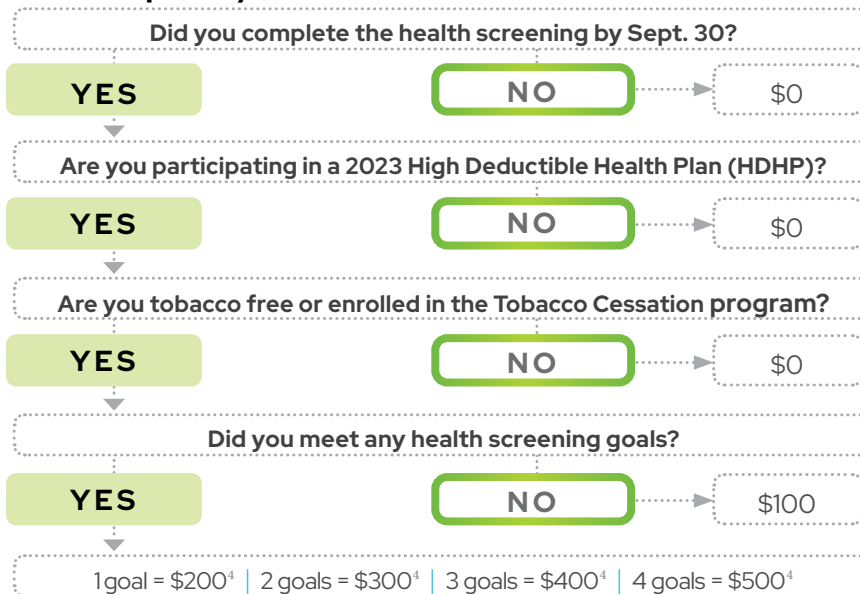 Did you complete the health screening by Sept. 30?
YES NO $0
Are you participating in a 2023 High Deductible Health Plan (HDHP)?
YES NO $0
Are you tobacco free or enrolled in the Tobacco Cessation program?
YES NO $0
Did you meet any health screening goals?
YES NO $100
1 goal = $200⁴ | 2 goals = $300⁴ | 3 goals = $400⁴ | 4 goals = $500⁴